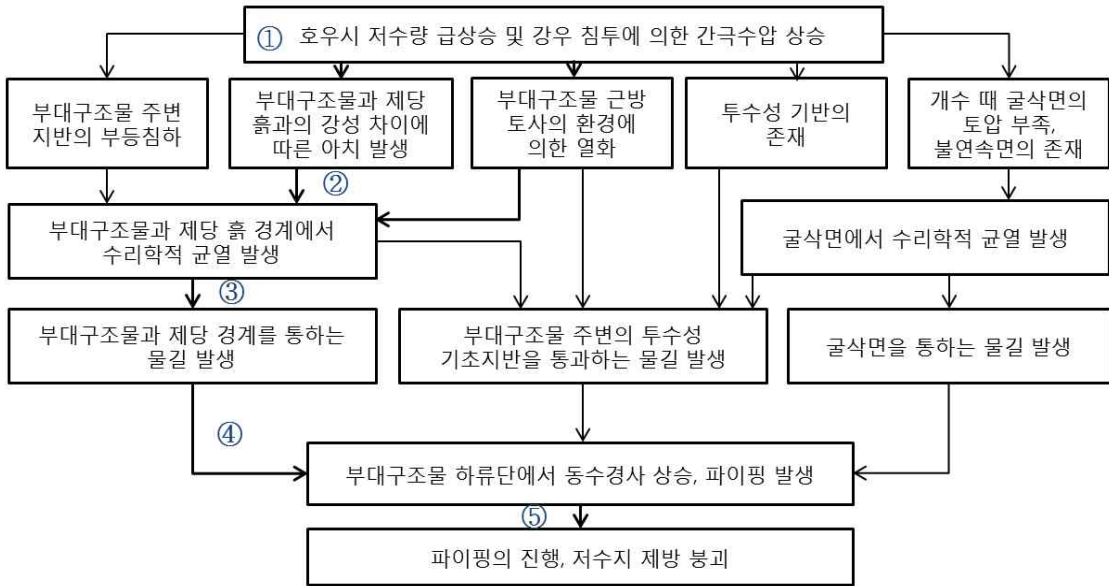 ① 호우시 저수량 급상승 및 강우 침투에 의한 간극수압 상승
부대구조물 주변
지반의 부등침하
부대구조물과 제당
흙과의 강성 차이에
따른 아치 발생
부대구조물 근방
토사의 환경에
의한 열화
투수성 기반의
존재
개수 때 굴삭면의
토압 부족,
불연속면의 존재
②
부대구조물과 제당 흙 경계에서
수리학적 균열 발생
굴삭면에서 수리학적 균열 발생
③
부대구조물과 제당 경계를 통하는
물길 발생
부대구조물 주변의 투수성
기초지반을 통과하는 물길 발생
굴삭면을 통하는 물길 발생
④
부대구조물 하류단에서 동수경사 상승, 파이핑 발생
⑤
파이핑의 진행, 저수지 제방 붕괴